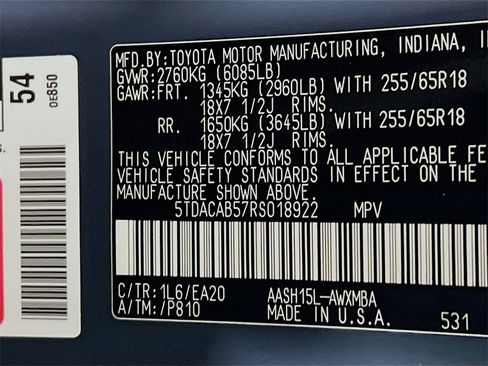 MFD.BY:TOYOTA MOTOR MANUFACTURING, INDIANA,
GVWR:2760KG (6085LB)
GAWR:FRT. 1345KG (2960LB) WITH 255/65R18
18X7 1/2J RIMS.
RR. 1650KG (3645LB) WITH 255/65R18
18X7 1/2J RIMS.
THIS VEHICLE CONFORMS TO ALL APPLICABLE FE
VEHICLE SAFETY STANDARDS IN EFFECT ON THE
MANUFACTURE SHOWN ABOVE.
5TDACAB57RS018922 MPV
C/TR:1L6/EA20 AASH15L-AWXMBA
A/TM:/P810 MADE IN U.S.A. 531
54
0E850